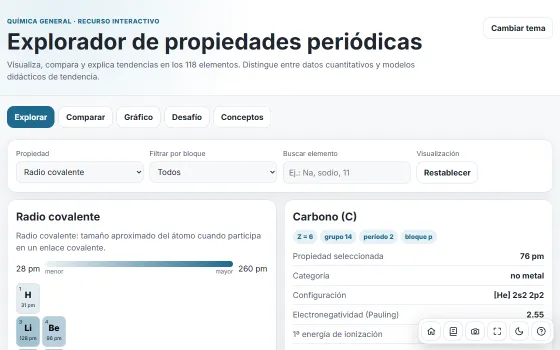 QUÍMICA GENERAL · RECURSO INTERACTIVO
Explorador de propiedades periódicas
Visualiza, compara y explica tendencias en los 118 elementos. Distingue entre datos cuantitativos y modelos
didácticos de tendencia.
Cambiar tema
Explorar
Comparar
Gráfico
Desafío
Conceptos
Propiedad
Radio covalente
Filtrar por bloque
Todos
Buscar elemento
Ej.: Na, sodio, 11
Visualización
Restablecer
Radio covalente
Radio covalente: tamaño aproximado del átomo cuando participa
en un enlace covalente.
28 pm
menor
mayor
260 pm
1
H
31 pm
3
Li
128 pm
4
Be
96 pm
Carbono (C)
Z = 6
grupo 14
período 2
bloque p
Propiedad seleccionada
76 pm
Categoría
no metal
Configuración
[He] 2s2 2p2
Electronegatividad (Pauling)
2.55
1ª energía de ionización